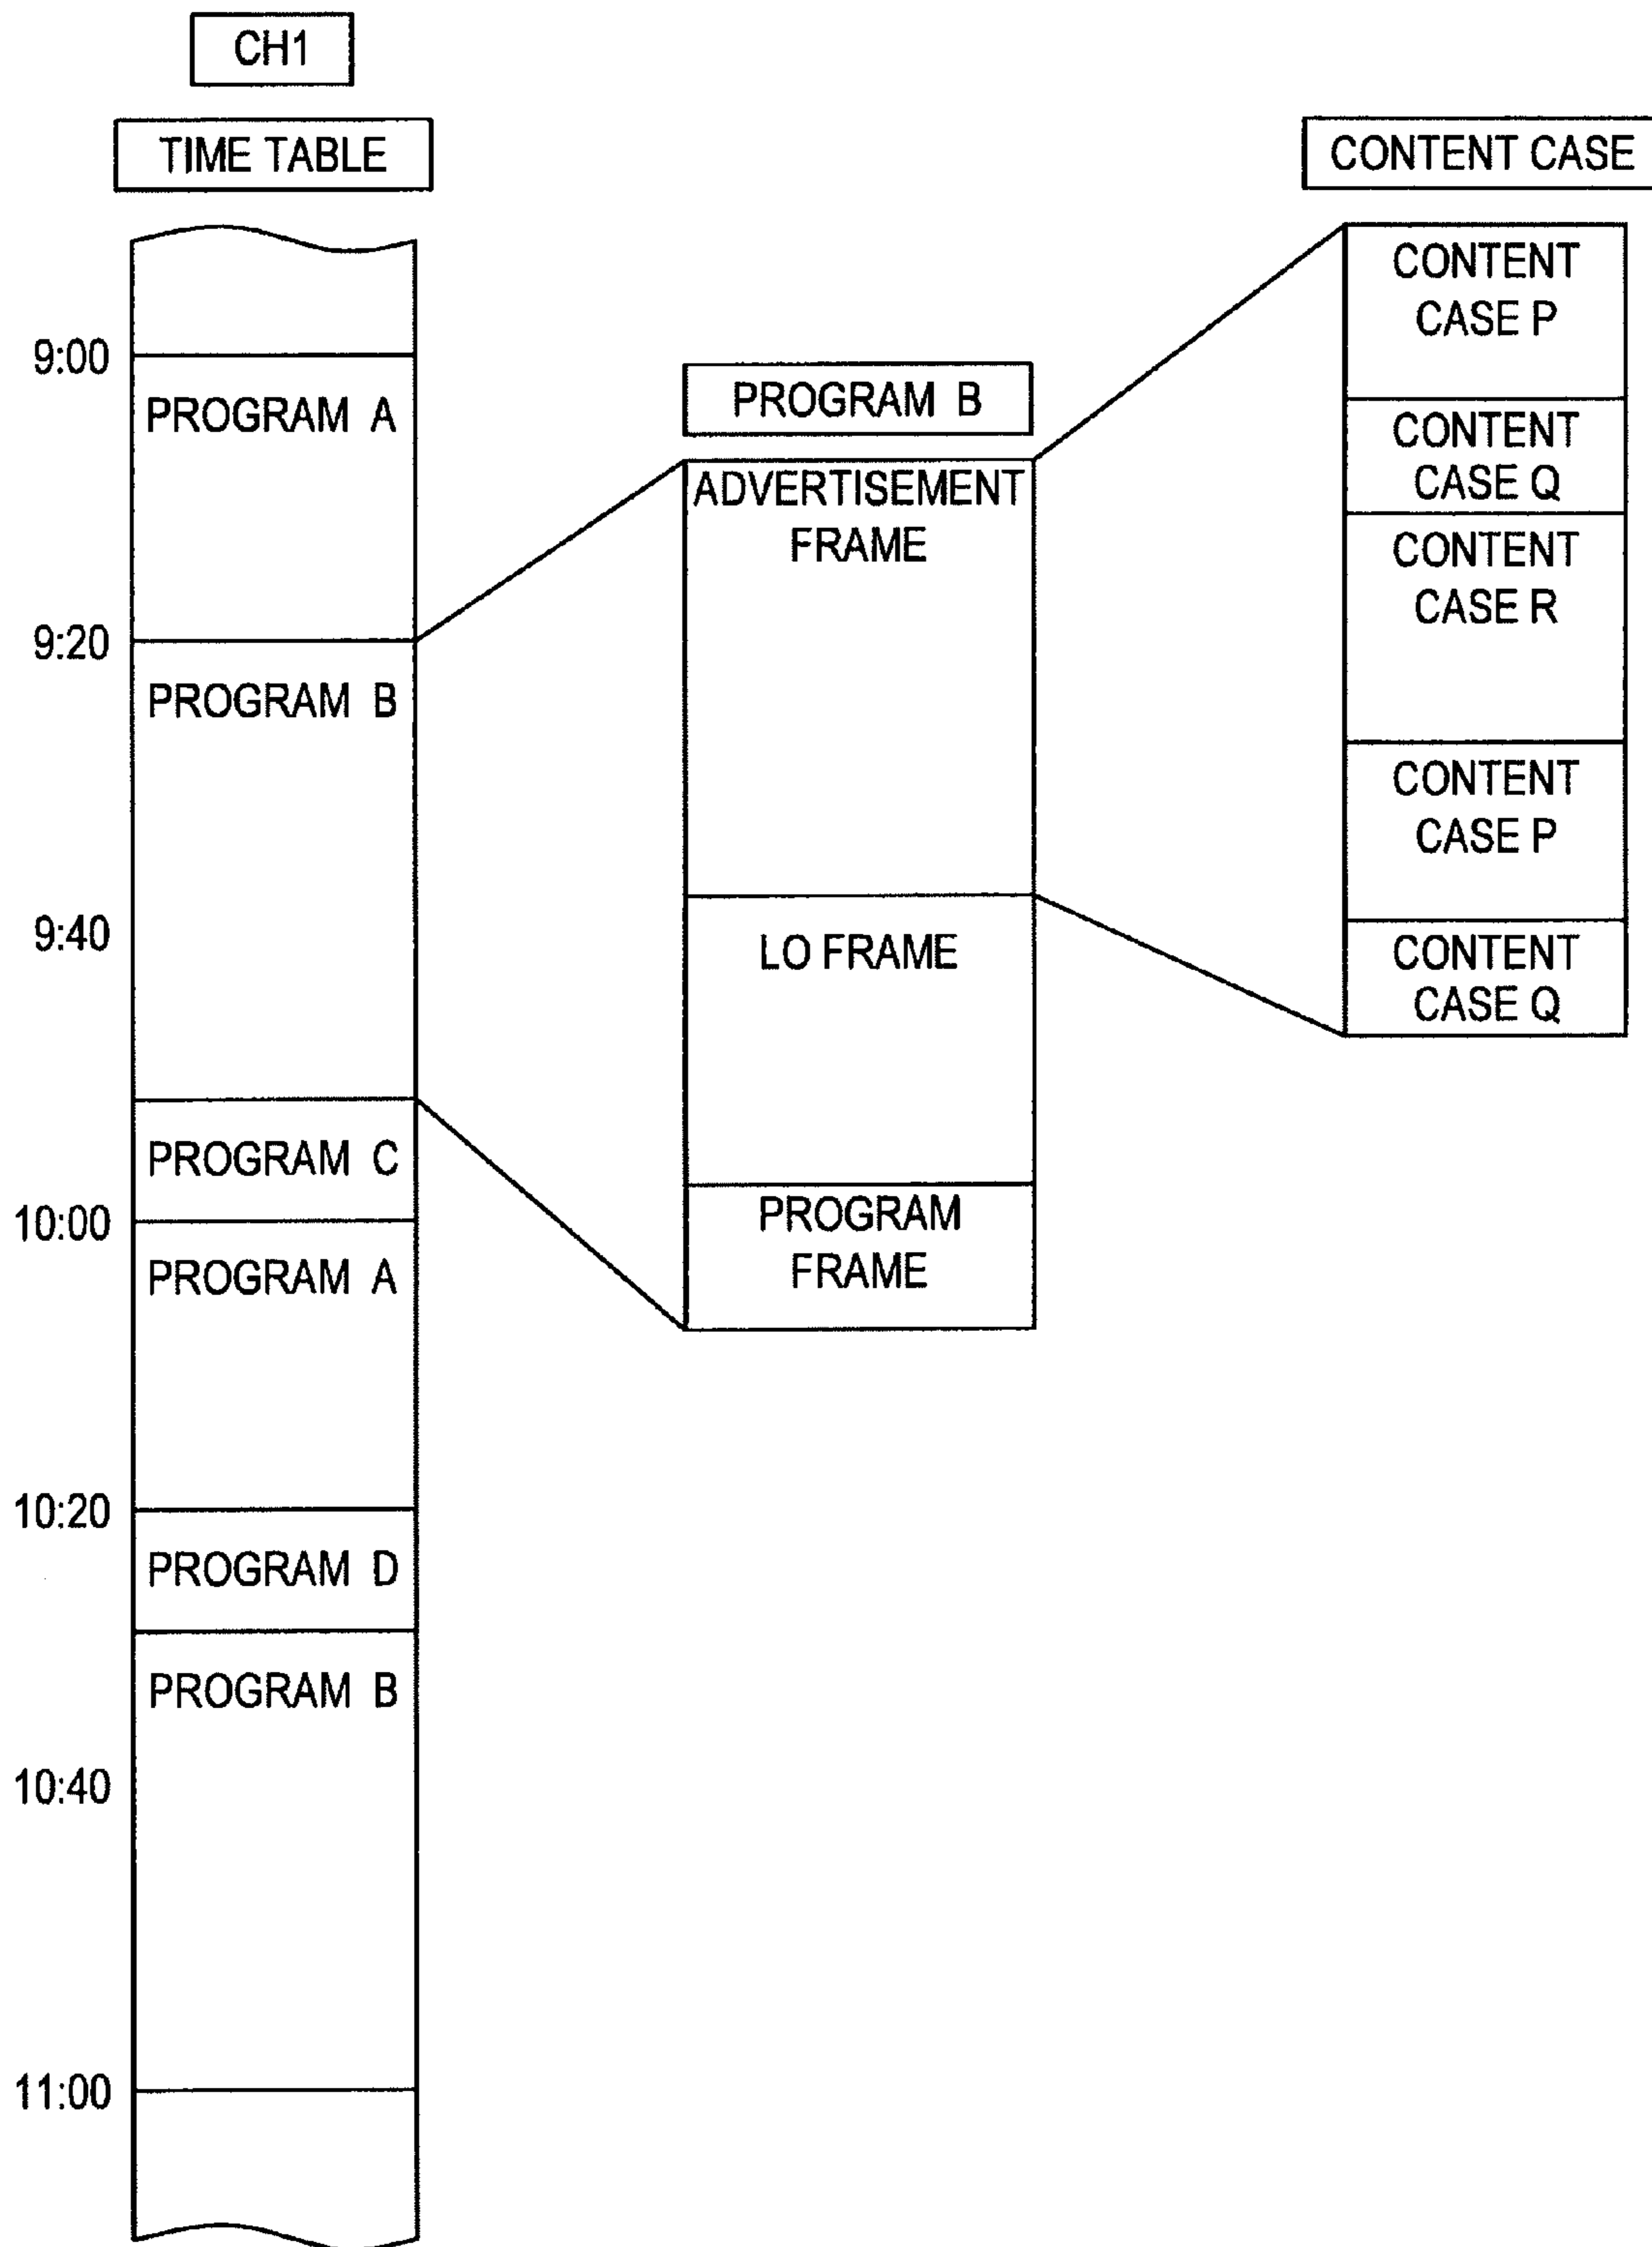 CH1
TIME TABLE
9:00
PROGRAM A
9:20
PROGRAM B
9:40
PROGRAM C
10:00
PROGRAM A
10:20
PROGRAM D
PROGRAM B
10:40
11:00
PROGRAM B
ADVERTISEMENT
FRAME
LO FRAME
PROGRAM
FRAME
CONTENT CASE
CONTENT
CASE P
CONTENT
CASE Q
CONTENT
CASE R
CONTENT
CASE P
CONTENT
CASE Q